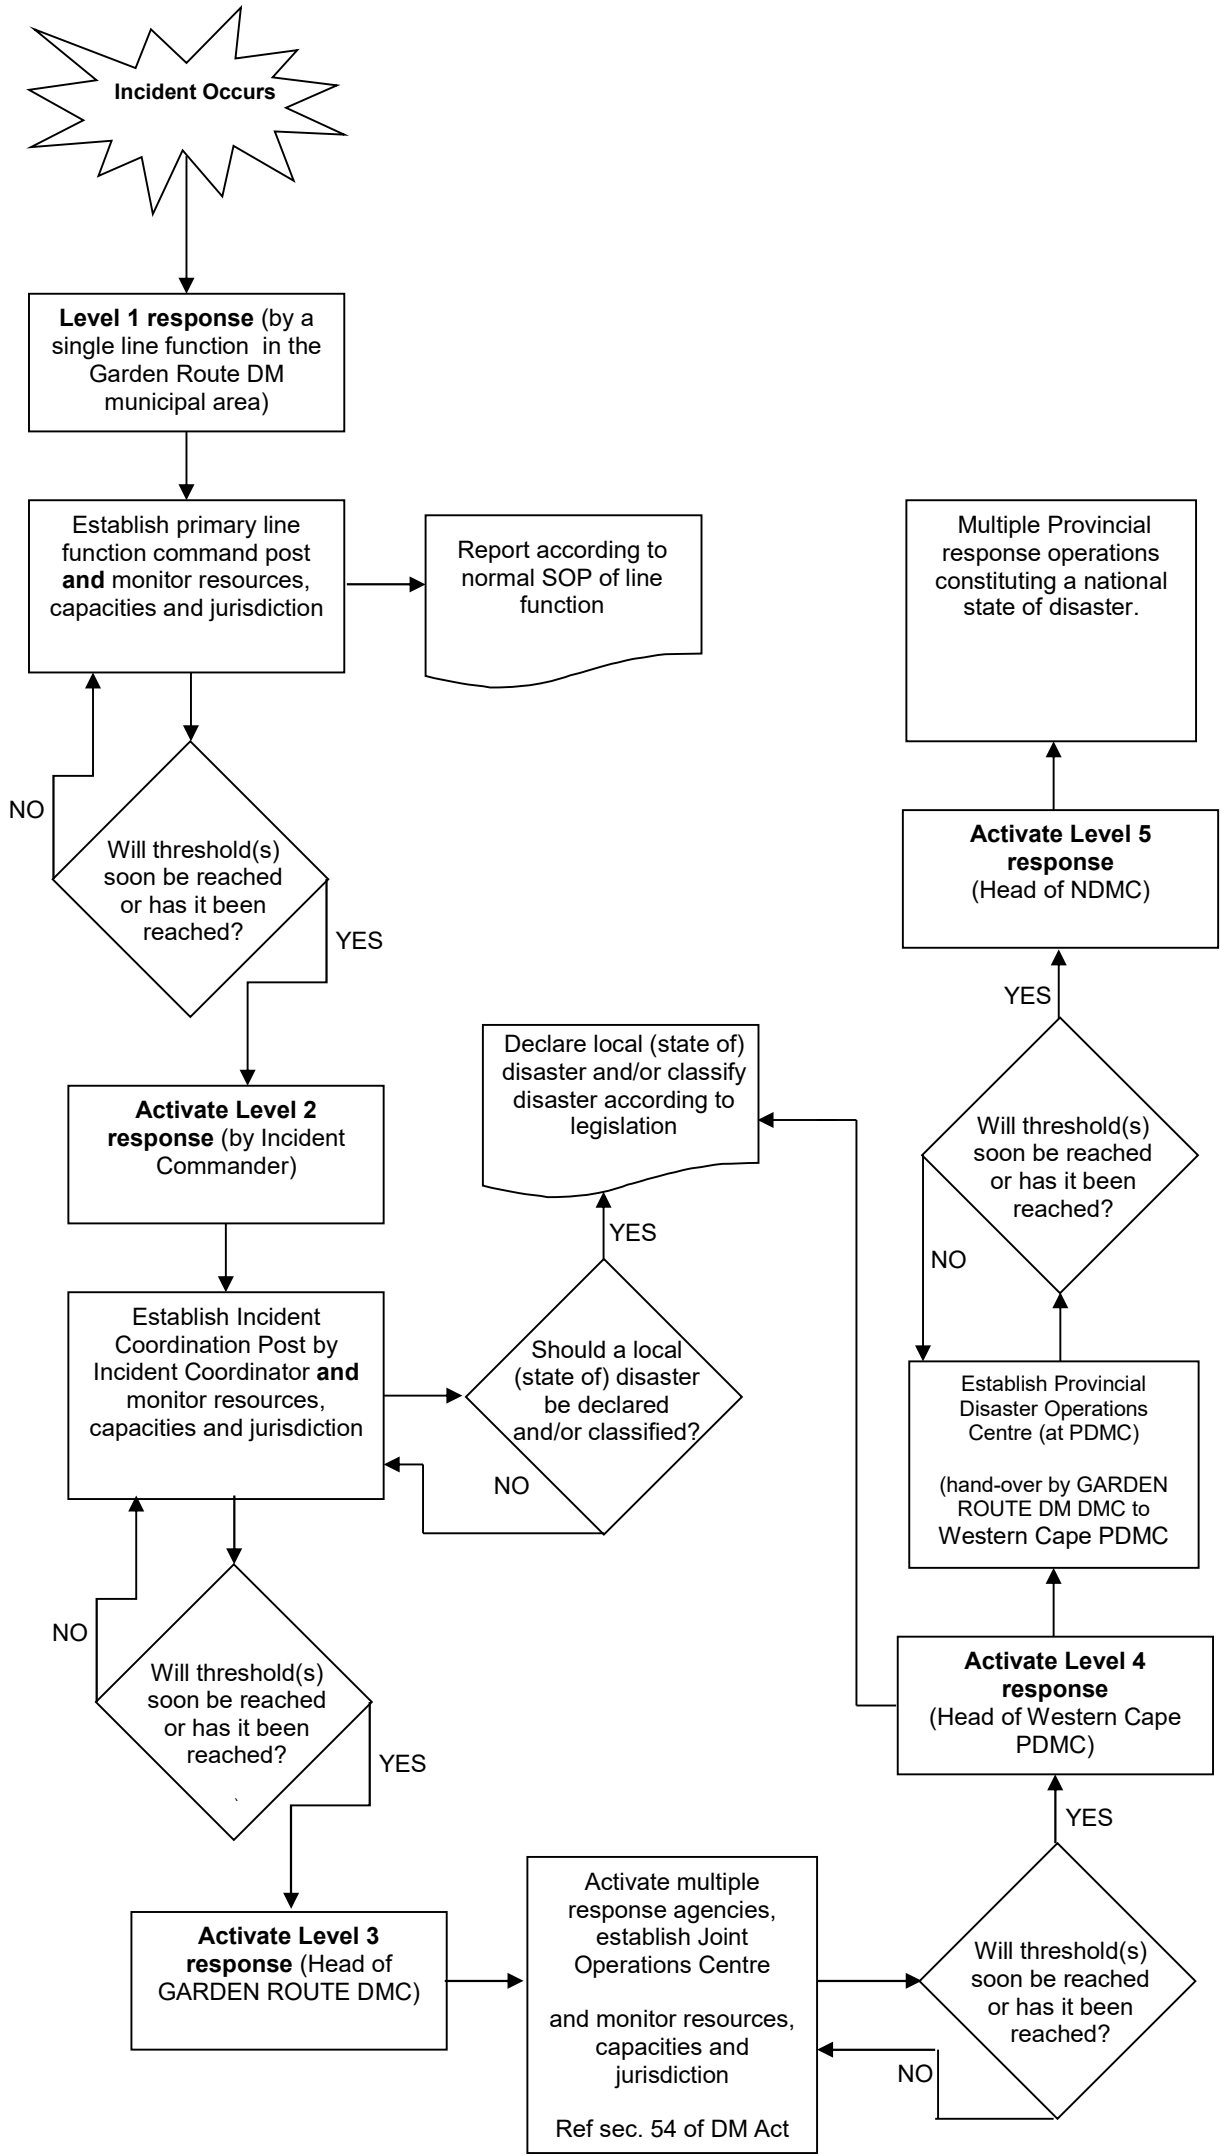 Incident Occurs
Level 1 response (by a
single line function in the
Garden Route DM
municipal area)
Establish primary line
function command post
and monitor resources,
capacities and jurisdiction
Report according to
normal SOP of line
function
NO
Will threshold(s)
soon be reached
or has it been
reached?
YES
Activate Level 2
response (by Incident
Commander)
Establish Incident
Coordination Post by
Incident Coordinator and
monitor resources,
capacities and jurisdiction
Declare local (state of)
disaster and/or classify
disaster according to
legislation
YES
Should a local
(state of) disaster
be declared
and/or classified?
NO
NO
Will threshold(s)
soon be reached
or has it been
reached?
YES
Activate Level 3
response (Head of
GARDEN ROUTE DMC)
Activate multiple
response agencies,
establish Joint
Operations Centre
and monitor resources,
capacities and
jurisdiction
Ref sec. 54 of DM Act
Will threshold(s)
soon be reached
or has it been
reached?
NO
YES
Activate Level 4
response
(Head of Western Cape
PDMC)
Establish Provincial
Disaster Operations
Centre (at PDMC)
(hand-over by GARDEN
ROUTE DM DMC to
Western Cape PDMC
NO
Will threshold(s)
soon be reached
or has it been
reached?
YES
Activate Level 5
response
(Head of NDMC)
Multiple Provincial
response operations
constituting a national
state of disaster.